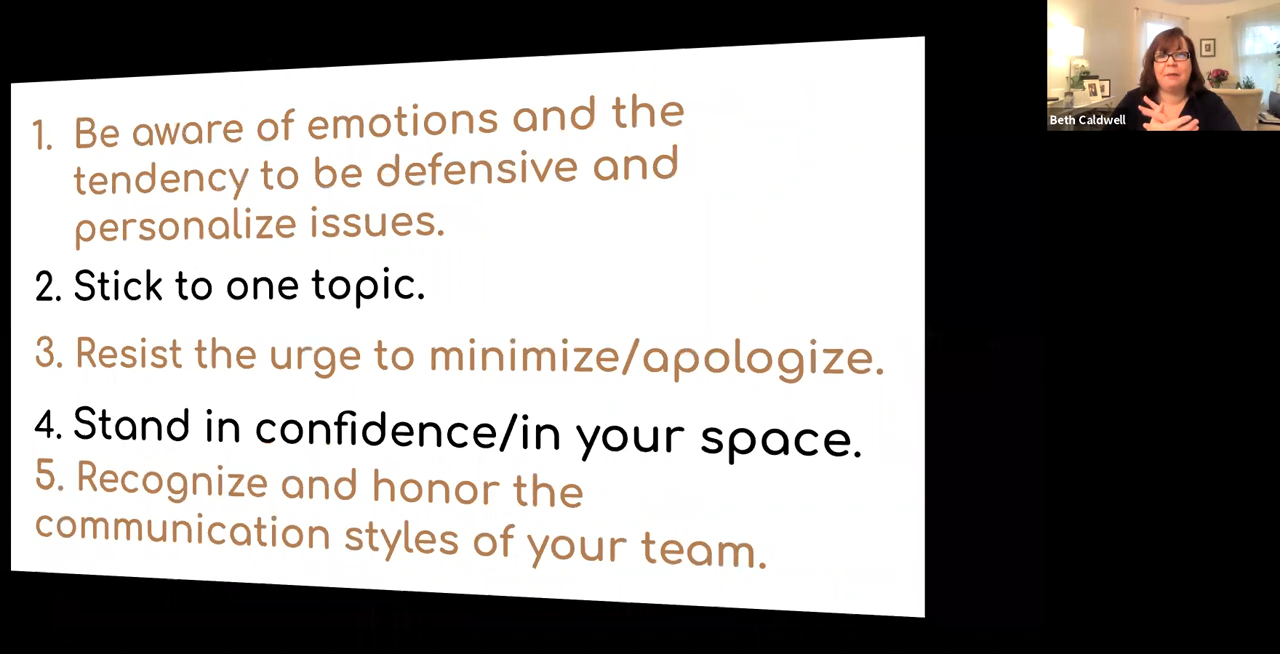 1. Be aware of emotions and the
tendency to be defensive and
personalize issues.
2. Stick to one topic.
3. Resist the urge to minimize/apologize.
4. Stand in confidence/in your space.
5. Recognize and honor the
communication styles of your team.
Beth Caldwell